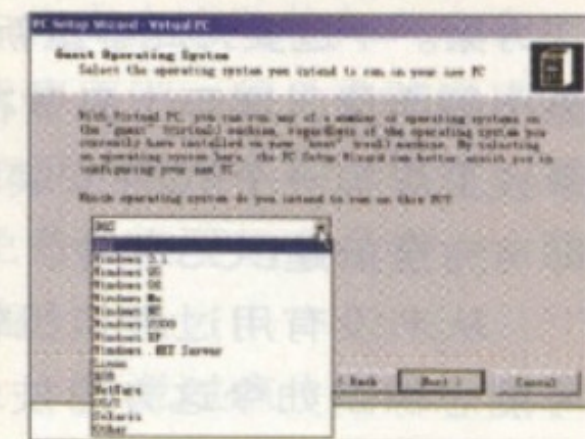 PC Setup Wizard - Virtual PC
Guest Operating System
Select the operating system you intend to run in your new PC
With Virtual PC, you can run any of a number of operating systems on
the "guest" (virtual) machine, regardless of the operating system you
currently have installed on your "host" (real) machine. By selecting
an operating system here, the PC Setup Wizard can better assist you in
configuring your new PC.
Which operating system do you intend to run on this PC?
DOS
DOS
Windows 3.1
Windows 95
Windows 98
Windows Me
Windows NT
Windows 2000
Windows XP
Windows .NET Server
Linux
NetWare
OS/2
Solaris
Other
< Back
Next >
Cancel